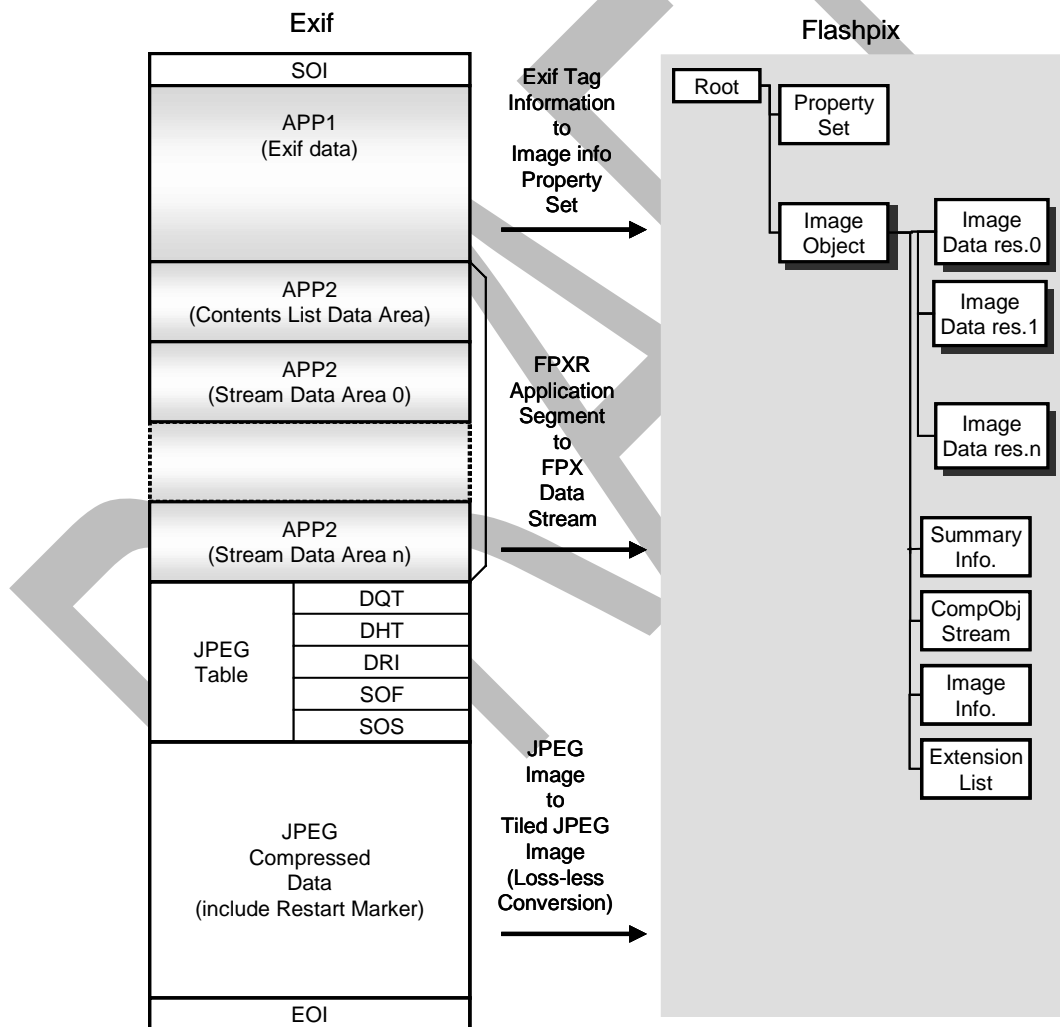 Exif
SOI
APP1
(Exif data)
APP2
(Contents List Data Area)
APP2
(Stream Data Area 0)
APP2
(Stream Data Area n)
JPEG
Table
DQT
DHT
DRI
SOF
SOS
JPEG
Compressed
Data
(include Restart Marker)
EOI
Exif Tag
Information
to
Image info
Property
Set
FPXR
Application
Segment
to
FPX
Data
Stream
JPEG
Image
to
Tiled JPEG
Image
(Loss-less
Conversion)
Flashpix
Root
Property
Set
Image
Object
Image
Data res.0
Image
Data res.1
Image
Data res.n
Summary
Info.
CompObj
Stream
Image
Info.
Extension
List